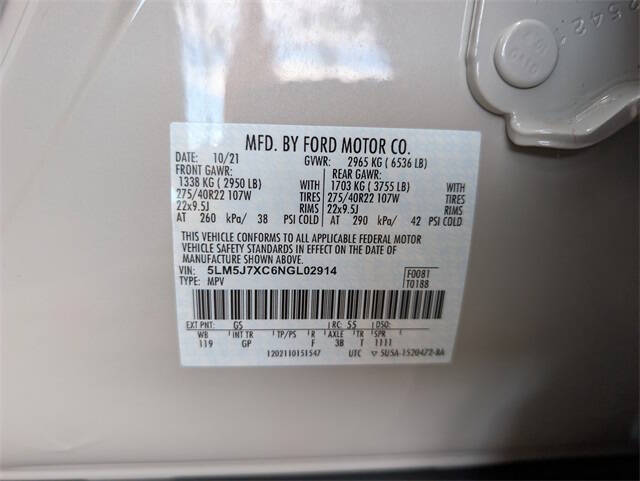 MFD. BY FORD MOTOR CO.
DATE: 10/21 GVWR: 2965 KG ( 6536 LB)
FRONT GAWR: REAR GAWR:
1338 KG ( 2950 LB) WITH 1703 KG ( 3755 LB) WITH
275/40R22 107W TIRES 275/40R22 107W TIRES
22x9.5J RIMS 22x9.5J RIMS
AT 260 kPa/ 38 PSI COLD AT 290 kPa/ 42 PSI COLD
THIS VEHICLE CONFORMS TO ALL APPLICABLE FEDERAL MOTOR
VEHICLE SAFETY STANDARDS IN EFFECT ON THE DATE OF
MANUFACTURE SHOWN ABOVE.
VIN: 5LM5J7XC6NGL02914 F0081
TYPE: MPV T0188
EXT PNT: G5 RC: 55 DSO:
WB INT TR TP/PS R AXLE TR SPR
119 GP F 3B T 1111
1202110151547 UTC ▽ 5U5A-1520472-BA